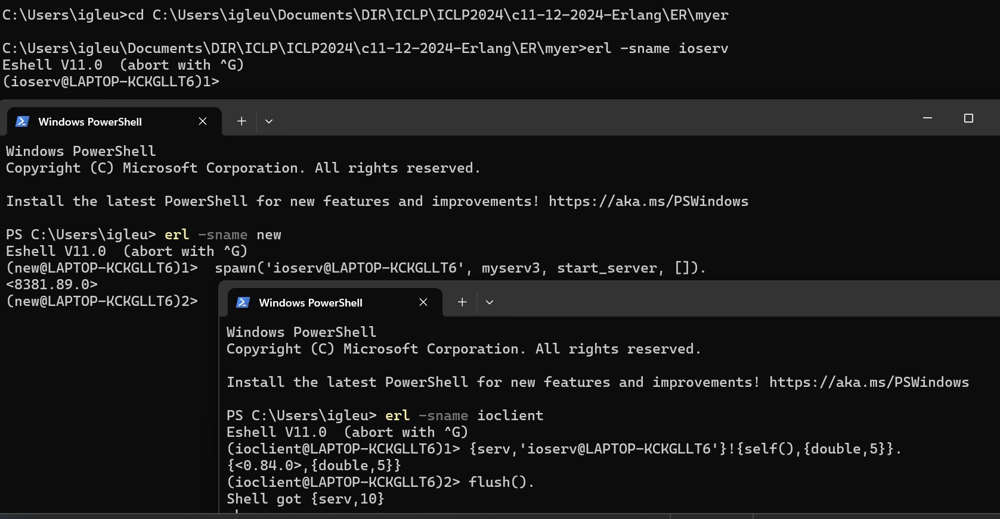 C:\Users\igleu>cd C:\Users\igleu\Documents\DIR\ICLP\ICLP2024\c11-12-2024-Erlang\ER\myer
C:\Users\igleu\Documents\DIR\ICLP\ICLP2024\c11-12-2024-Erlang\ER\myer>erl -sname ioserv
Eshell V11.0  (abort with ^G)
(ioserv@LAPTOP-KCKGLLT6)1>
Windows PowerShell
Windows PowerShell
Copyright (C) Microsoft Corporation. All rights reserved.
Install the latest PowerShell for new features and improvements! https://aka.ms/PSWindows
PS C:\Users\igleu> erl -sname new
Eshell V11.0  (abort with ^G)
(new@LAPTOP-KCKGLLT6)1>  spawn('ioserv@LAPTOP-KCKGLLT6', myserv3, start_server, []).
<8381.89.0>
(new@LAPTOP-KCKGLLT6)2>
Windows PowerShell
Windows PowerShell
Copyright (C) Microsoft Corporation. All rights reserved.
Install the latest PowerShell for new features and improvements! https://aka.ms/PSWindows
PS C:\Users\igleu> erl -sname ioclient
Eshell V11.0  (abort with ^G)
(ioclient@LAPTOP-KCKGLLT6)1> {serv,'ioserv@LAPTOP-KCKGLLT6'}!{self(),{double,5}}.
{<0.84.0>,{double,5}}
(ioclient@LAPTOP-KCKGLLT6)2> flush().
Shell got {serv,10}